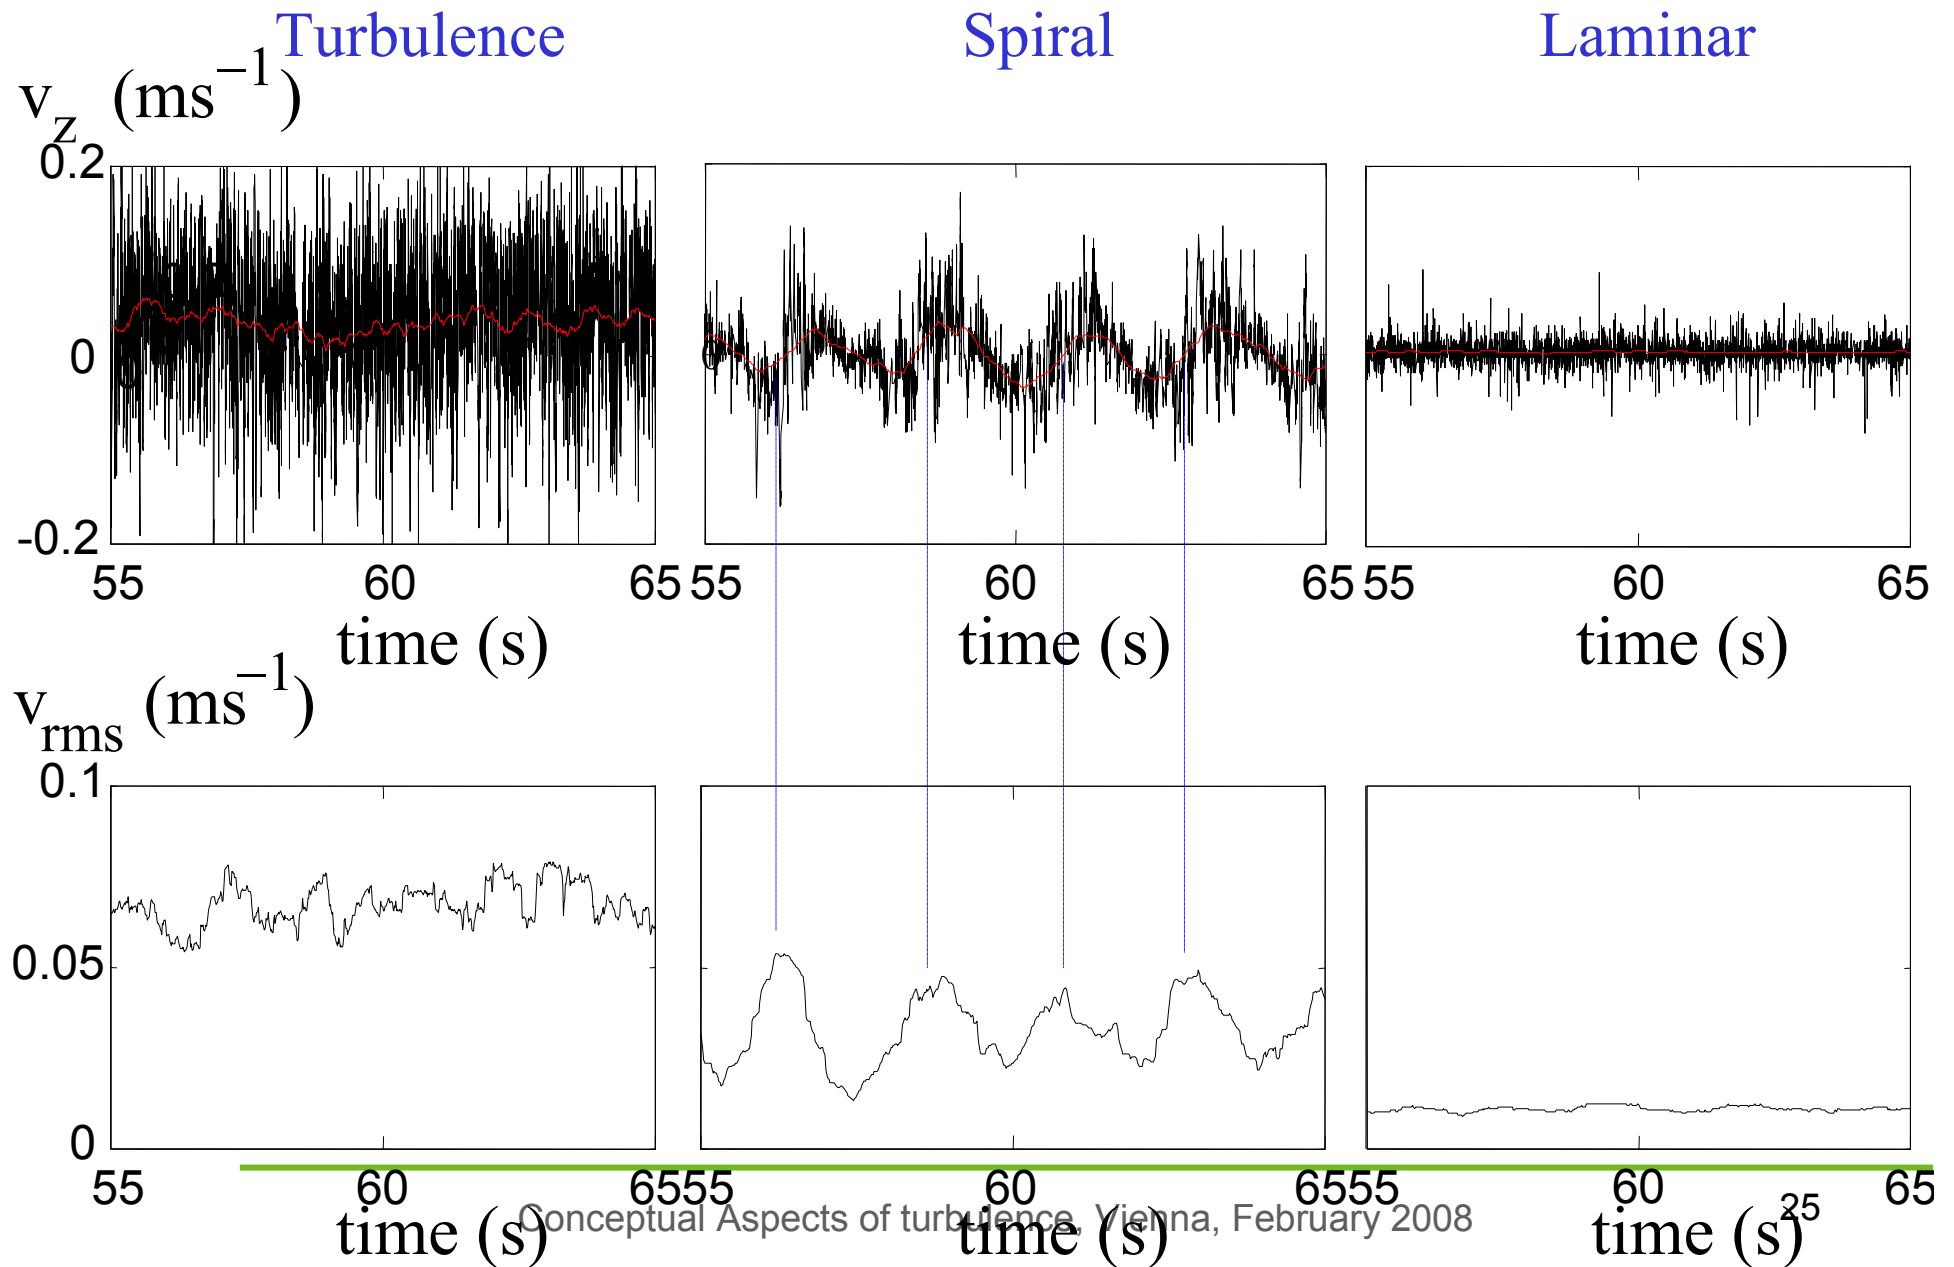 Turbulence Spiral Laminar
v_z (ms⁻¹)
0.2
0
-0.2
55 60 65 55 60 65 55 60 65
time (s) time (s) time (s)
v_rms (ms⁻¹)
0.1
0.05
0
55 60 65 55 60 65 55 60 65
time (s) time (s) time (s)
Conceptual Aspects of turbulence, Vienna, February 2008
25